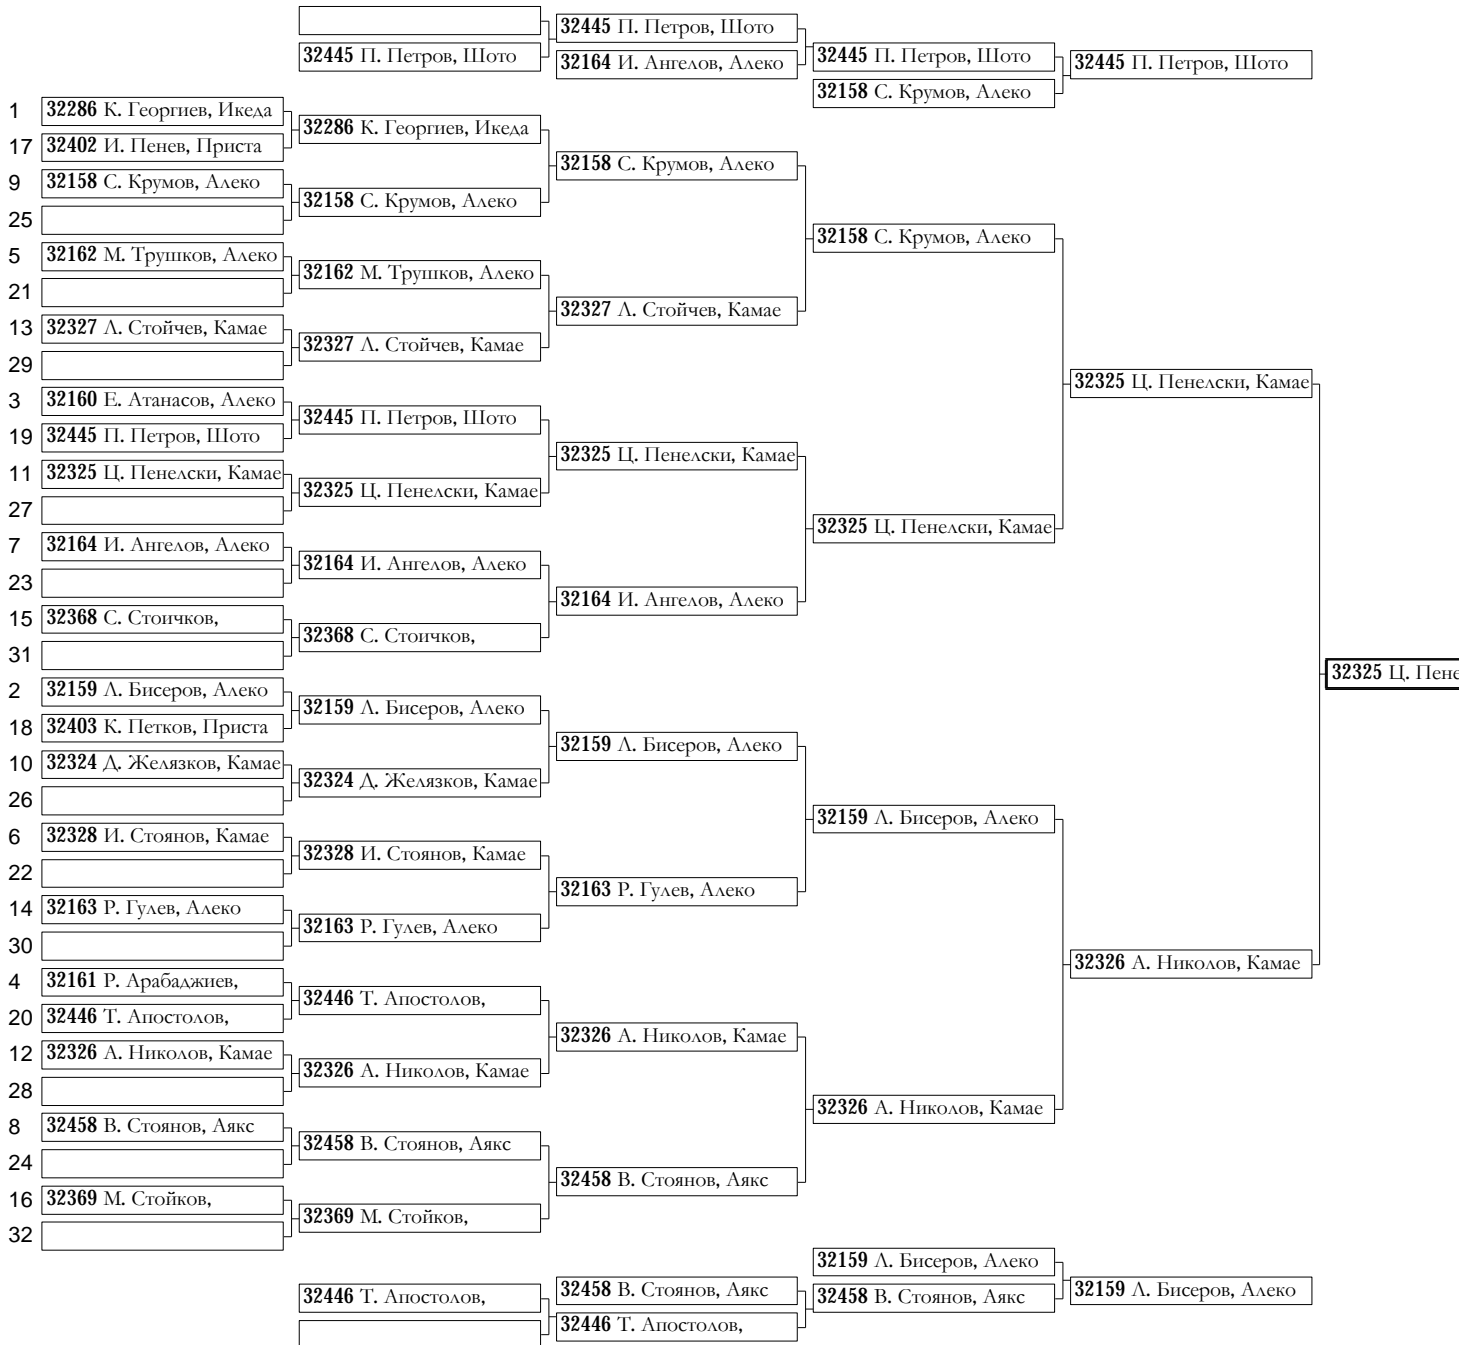 32445 П. Петров, Шото
32445 П. Петров, Шото
32164 И. Ангелов, Алеко
32445 П. Петров, Шото
32158 С. Крумов, Алеко
32445 П. Петров, Шото
1 32286 К. Георгиев, Икеда
17 32402 И. Пенев, Приста
9 32158 С. Крумов, Алеко
25
5 32162 М. Трушков, Алеко
21
13 32327 Л. Стойчев, Камае
29
3 32160 Е. Атанасов, Алеко
19 32445 П. Петров, Шото
11 32325 Ц. Пенелски, Камае
27
7 32164 И. Ангелов, Алеко
23
15 32368 С. Стоичков,
31
2 32159 Л. Бисеров, Алеко
18 32403 К. Петков, Приста
10 32324 Д. Желязков, Камае
26
6 32328 И. Стоянов, Камае
22
14 32163 Р. Гулев, Алеко
30
4 32161 Р. Арабаджиев,
20 32446 Т. Апостолов,
12 32326 А. Николов, Камае
28
8 32458 В. Стоянов, Аякс
24
16 32369 М. Стойков,
32
32286 К. Георгиев, Икеда
32158 С. Крумов, Алеко
32162 М. Трушков, Алеко
32327 Л. Стойчев, Камае
32445 П. Петров, Шото
32325 Ц. Пенелски, Камае
32164 И. Ангелов, Алеко
32368 С. Стоичков,
32159 Л. Бисеров, Алеко
32324 Д. Желязков, Камае
32328 И. Стоянов, Камае
32163 Р. Гулев, Алеко
32446 Т. Апостолов,
32326 А. Николов, Камае
32458 В. Стоянов, Аякс
32369 М. Стойков,
32158 С. Крумов, Алеко
32327 Л. Стойчев, Камае
32325 Ц. Пенелски, Камае
32164 И. Ангелов, Алеко
32159 Л. Бисеров, Алеко
32163 Р. Гулев, Алеко
32326 А. Николов, Камае
32458 В. Стоянов, Аякс
32158 С. Крумов, Алеко
32325 Ц. Пенелски, Камае
32159 Л. Бисеров, Алеко
32326 А. Николов, Камае
32325 Ц. Пенелски, Камае
32326 А. Николов, Камае
32325 Ц. Пене
32446 Т. Апостолов,
32458 В. Стоянов, Аякс
32446 Т. Апостолов,
32159 Л. Бисеров, Алеко
32458 В. Стоянов, Аякс
32159 Л. Бисеров, Алеко